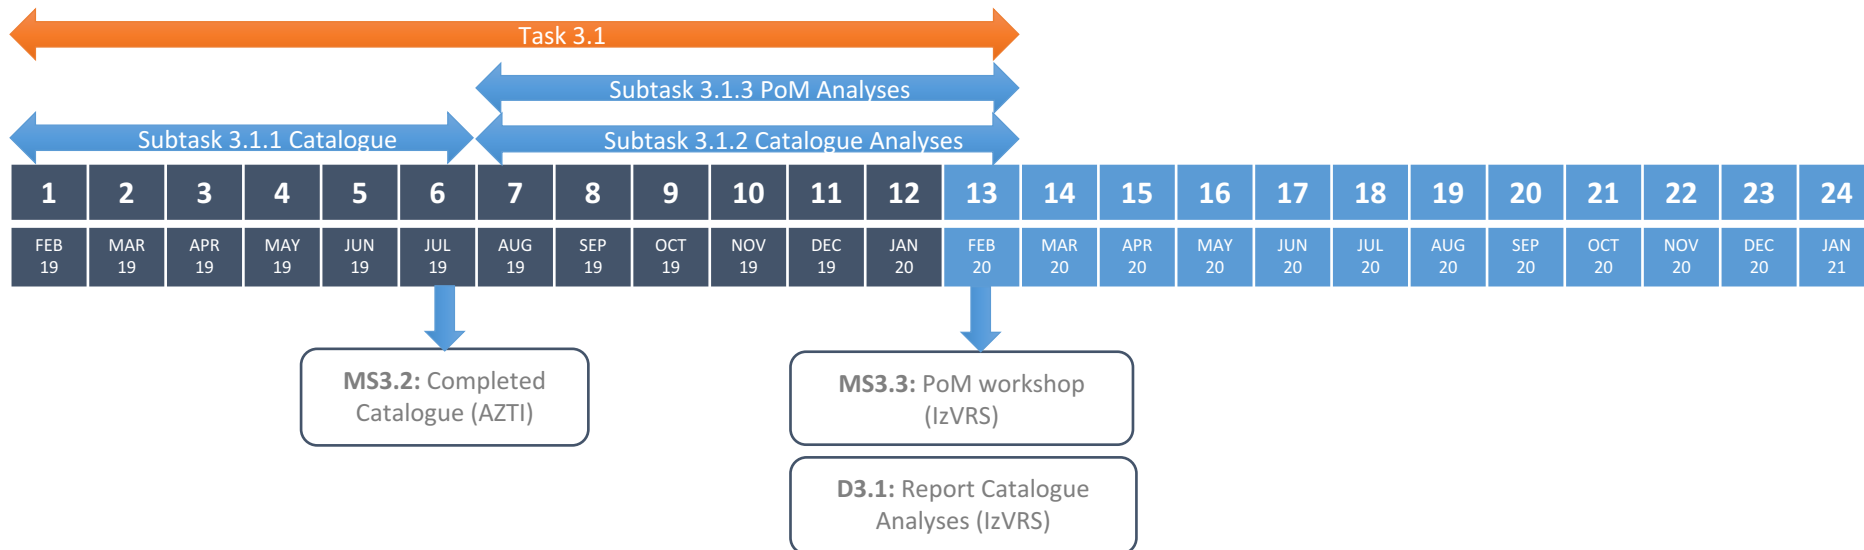 Task 3.1
Subtask 3.1.3 PoM Analyses
Subtask 3.1.1 Catalogue
Subtask 3.1.2 Catalogue Analyses
1 2 3 4 5 6 7 8 9 10 11 12 13 14 15 16 17 18 19 20 21 22 23 24
FEB MAR APR MAY JUN JUL AUG SEP OCT NOV DEC JAN FEB MAR APR MAY JUN JUL AUG SEP OCT NOV DEC JAN
19 19 19 19 19 19 19 19 19 19 19 20 20 20 20 20 20 20 20 20 20 20 20 21
MS3.2: Completed
Catalogue (AZTI)
MS3.3: PoM workshop
(IzVRS)
D3.1: Report Catalogue
Analyses (IzVRS)